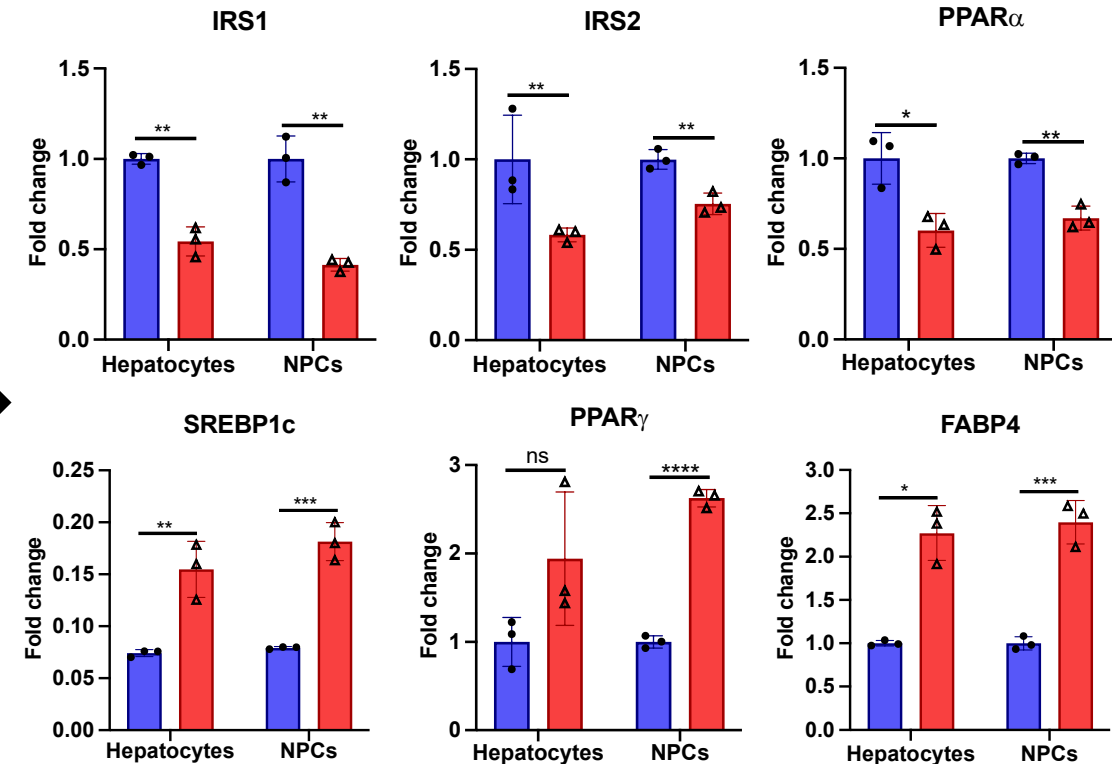 IRS1
Fold change
1.5
1.0
0.5
0.0
**
**
Hepatocytes NPCs
IRS2
Fold change
1.5
1.0
0.5
0.0
**
**
Hepatocytes NPCs
PPARα
Fold change
1.5
1.0
0.5
0.0
*
**
Hepatocytes NPCs
SREBP1c
Fold change
0.25
0.20
0.15
0.10
0.05
0.00
**
***
Hepatocytes NPCs
PPARγ
Fold change
3
2
1
0
ns
****
Hepatocytes NPCs
FABP4
Fold change
3.0
2.5
2.0
1.5
1.0
0.5
0.0
*
***
Hepatocytes NPCs